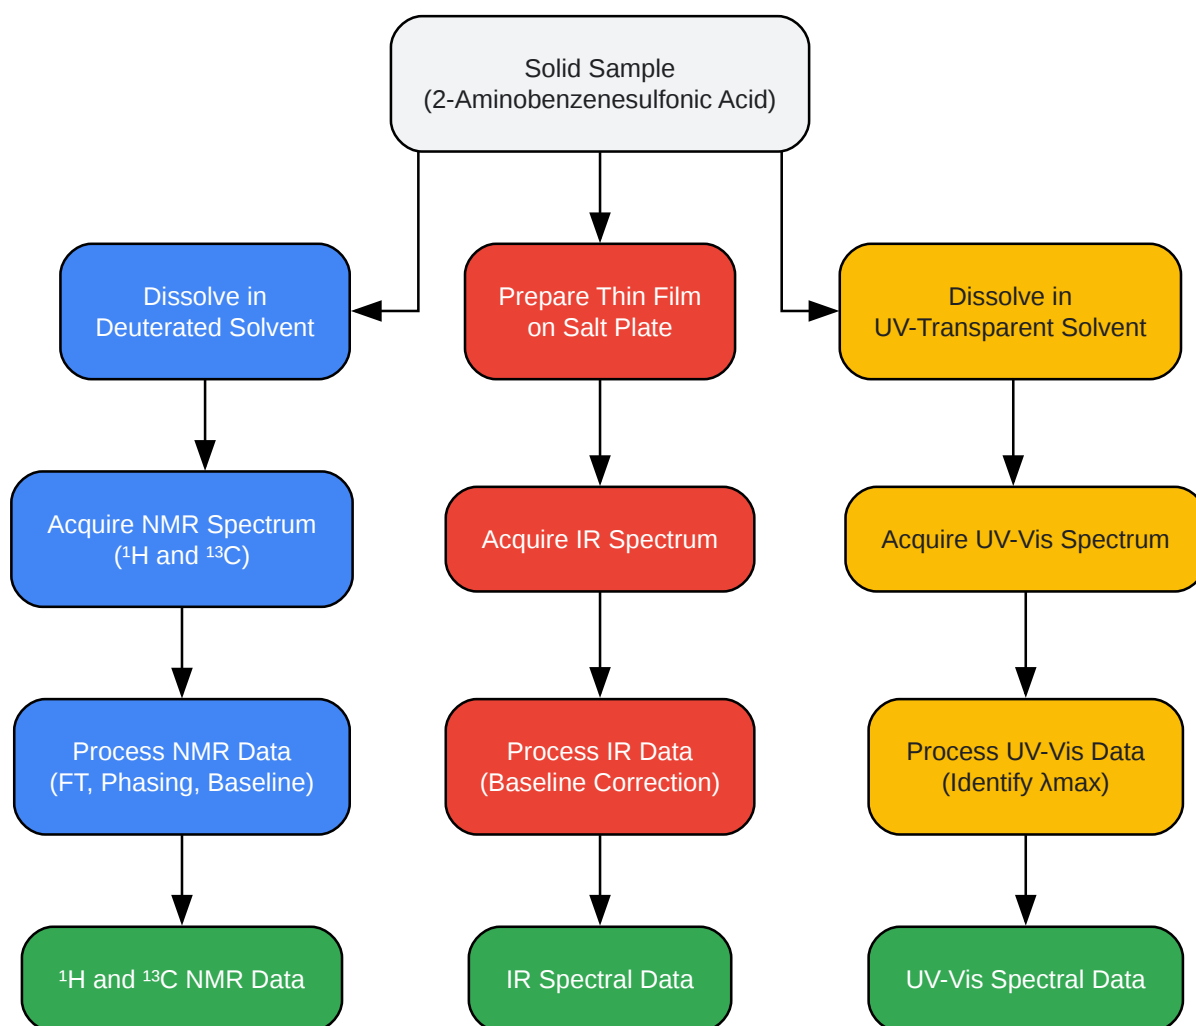 Solid Sample
(2-Aminobenzenesulfonic Acid)
Dissolve in
Deuterated Solvent
Prepare Thin Film
on Salt Plate
Dissolve in
UV-Transparent Solvent
Acquire NMR Spectrum
(¹H and ¹³C)
Acquire IR Spectrum
Acquire UV-Vis Spectrum
Process NMR Data
(FT, Phasing, Baseline)
Process IR Data
(Baseline Correction)
Process UV-Vis Data
(Identify λmax)
¹H and ¹³C NMR Data
IR Spectral Data
UV-Vis Spectral Data